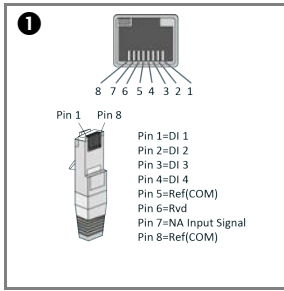 1
8 7 6 5 4 3 2 1
Pin 1 Pin 8
Pin 1=DI 1
Pin 2=DI 2
Pin 3=DI 3
Pin 4=DI 4
Pin 5=Ref(COM)
Pin 6=Rvd
Pin 7=NA Input Signal
Pin 8=Ref(COM)